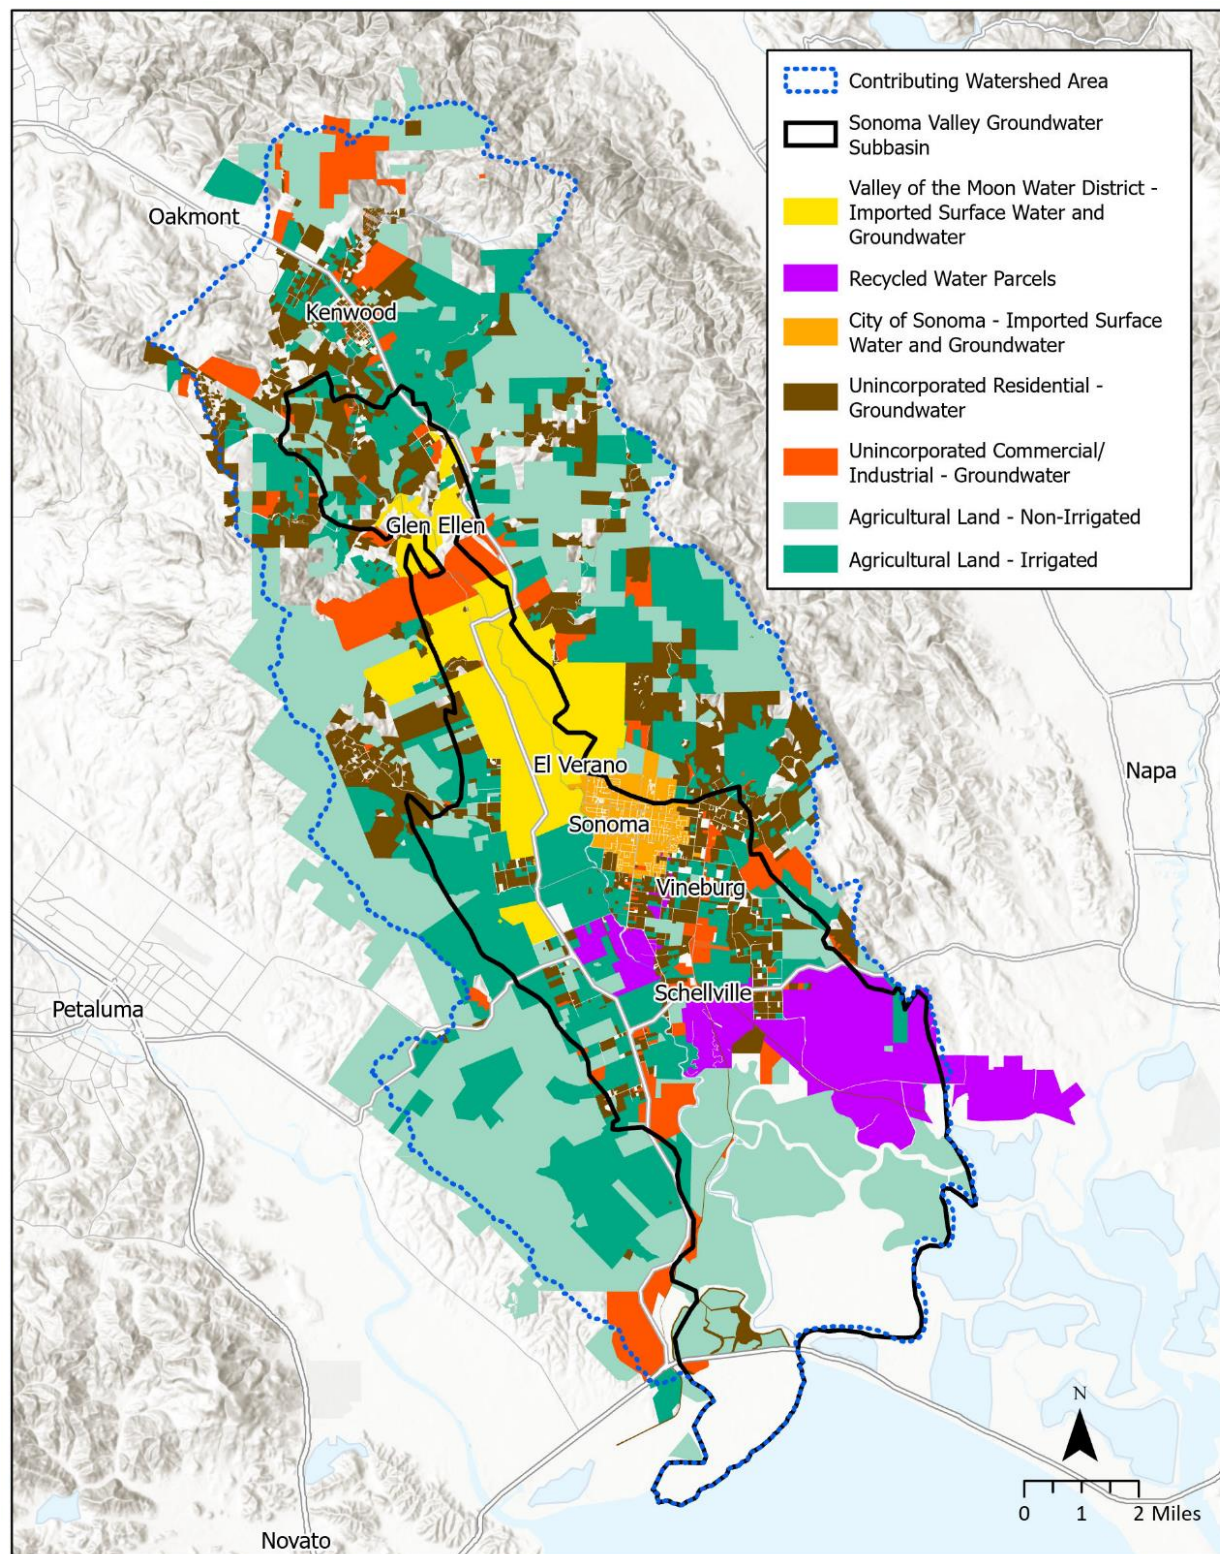 Contributing Watershed Area
Sonoma Valley Groundwater
Subbasin
Valley of the Moon Water District -
Imported Surface Water and
Groundwater
Recycled Water Parcels
City of Sonoma - Imported Surface
Water and Groundwater
Unincorporated Residential -
Groundwater
Unincorporated Commercial/
Industrial - Groundwater
Agricultural Land - Non-Irrigated
Agricultural Land - Irrigated
Oakmont
Kenwood
Glen Ellen
El Verano
Napa
Sonoma
Vineburg
Schellville
Petaluma
N
0 1 2 Miles
Novato